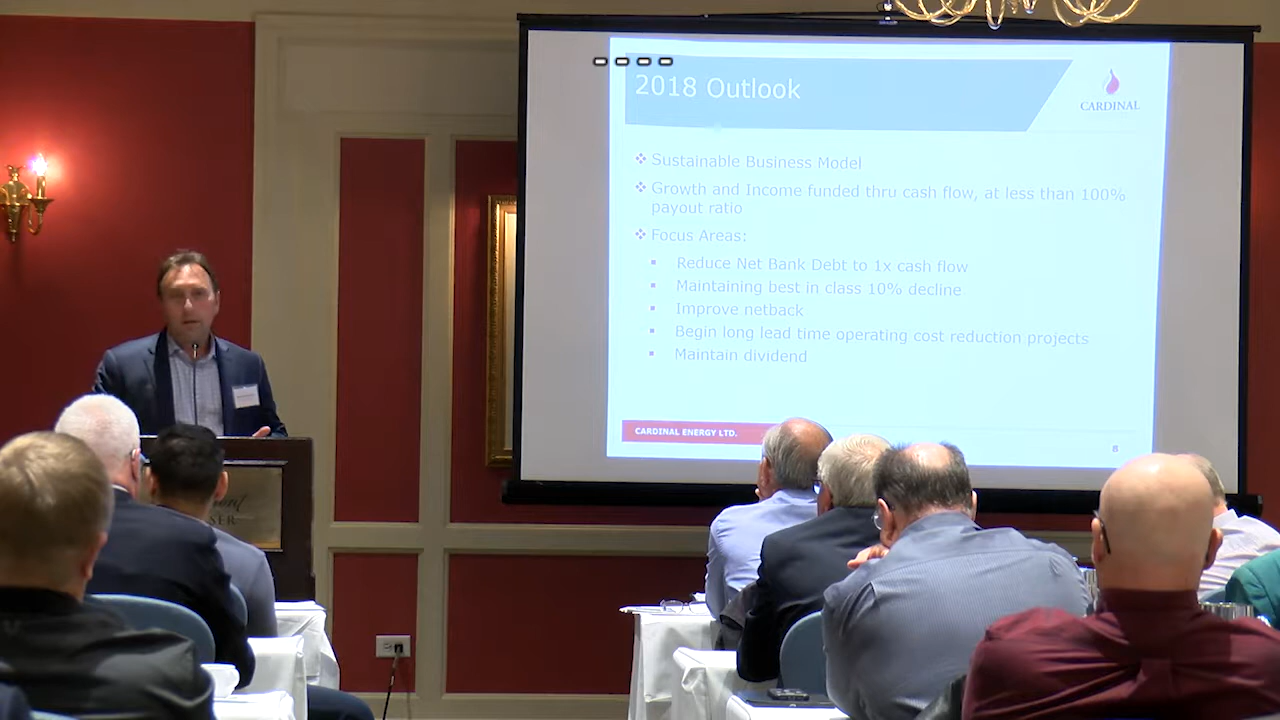 2018 Outlook
CARDINAL
Sustainable Business Model
Growth and Income funded thru cash flow, at less than 100%
payout ratio
Focus Areas:
Reduce Net Bank Debt to 1x cash flow
Maintaining best in class 10% decline
Improve netback
Begin long lead time operating cost reduction projects
Maintain dividend
CARDINAL ENERGY LTD.
8